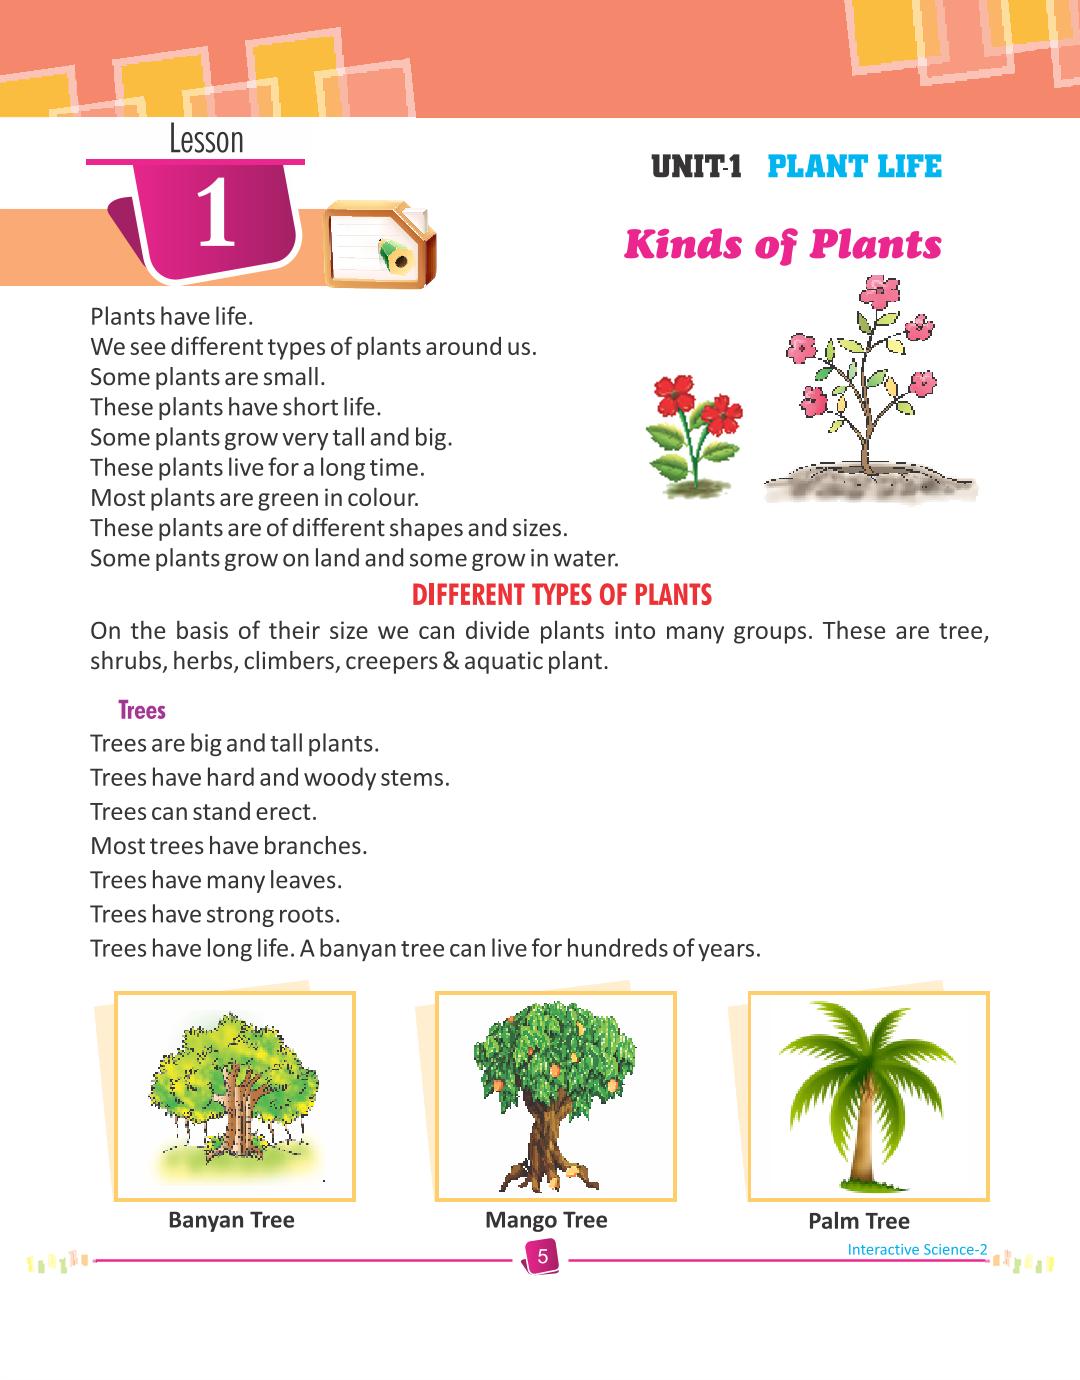 Lesson
1
UNIT-1 PLANT LIFE
Kinds of Plants
Plants have life.
We see different types of plants around us.
Some plants are small.
These plants have short life.
Some plants grow very tall and big.
These plants live for a long time.
Most plants are green in colour.
These plants are of different shapes and sizes.
Some plants grow on land and some grow in water.
DIFFERENT TYPES OF PLANTS
On the basis of their size we can divide plants into many groups. These are tree,
shrubs, herbs, climbers, creepers & aquatic plant.
Trees
Trees are big and tall plants.
Trees have hard and woody stems.
Trees can stand erect.
Most trees have branches.
Trees have many leaves.
Trees have strong roots.
Trees have long life. A banyan tree can live for hundreds of years.
Banyan Tree
Mango Tree
Palm Tree
5
Interactive Science-2